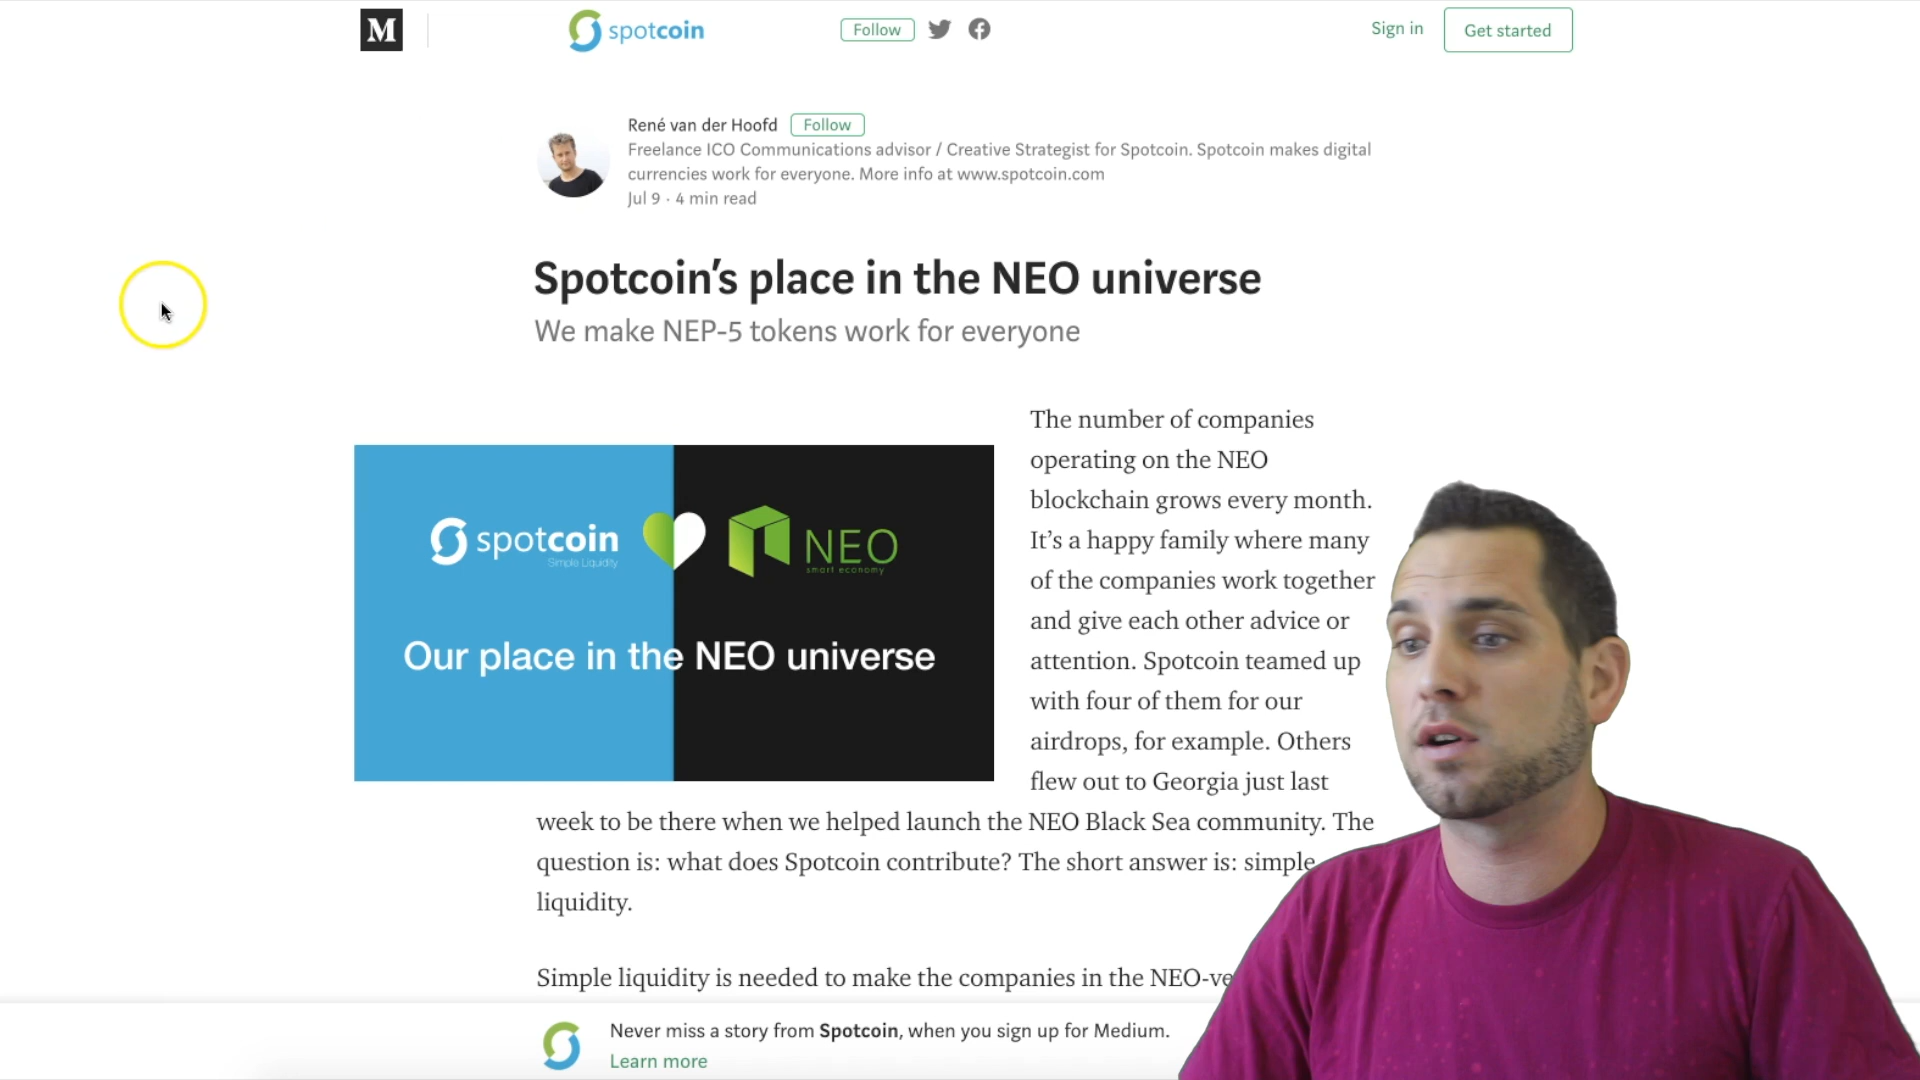 M
spotcoin
Follow
Sign in
Get started
René van der Hoofd Follow
Freelance ICO Communications advisor / Creative Strategist for Spotcoin. Spotcoin makes digital
currencies work for everyone. More info at www.spotcoin.com
Jul 9 · 4 min read
Spotcoin’s place in the NEO universe
We make NEP-5 tokens work for everyone
spotcoin
Simple Liquidity
NEO
smart economy
Our place in the NEO universe
The number of companies
operating on the NEO
blockchain grows every month.
It’s a happy family where many
of the companies work together
and give each other advice or
attention. Spotcoin teamed up
with four of them for our
airdrops, for example. Others
flew out to Georgia just last
week to be there when we helped launch the NEO Black Sea community. The
question is: what does Spotcoin contribute? The short answer is: simple
liquidity.
Simple liquidity is needed to make the companies in the NEO-ve
Never miss a story from Spotcoin, when you sign up for Medium.
Learn more